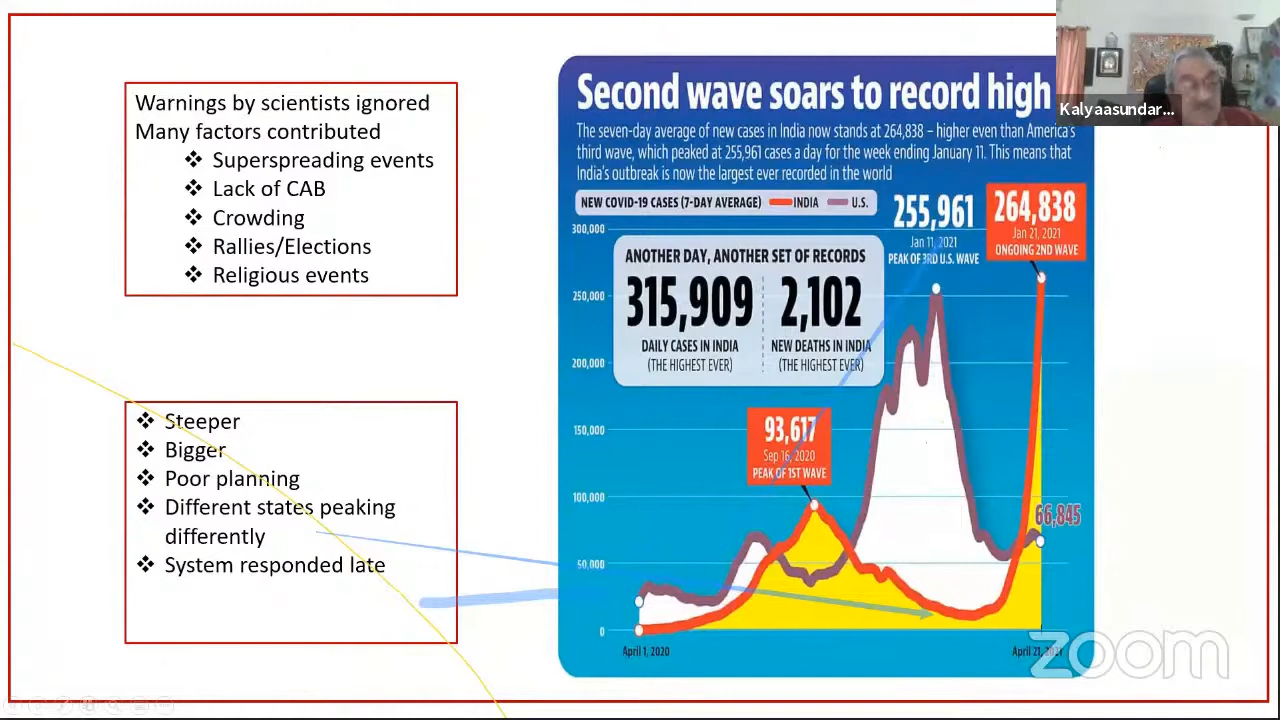 Warnings by scientists ignored
Many factors contributed
❖ Superspreading events
❖ Lack of CAB
❖ Crowding
❖ Rallies/Elections
❖ Religious events
❖ Steeper
❖ Bigger
❖ Poor planning
❖ Different states peaking
differently
❖ System responded late
Second wave soars to record high
The seven-day average of new cases in India now stands at 264,838 – higher even than America's
third wave, which peaked at 255,961 cases a day for the week ending January 11. This means that
India's outbreak is now the largest ever recorded in the world
NEW COVID-19 CASES (7-DAY AVERAGE) INDIA U.S.
255,961
Jan 11, 2021
PEAK OF 3RD U.S. WAVE
264,838
Jan 21, 2021
ONGOING 2ND WAVE
ANOTHER DAY, ANOTHER SET OF RECORDS
315,909
DAILY CASES IN INDIA
(THE HIGHEST EVER)
2,102
NEW DEATHS IN INDIA
(THE HIGHEST EVER)
93,617
Sep 16, 2020
PEAK OF 1ST WAVE
66,845
300,000
250,000
200,000
150,000
100,000
50,000
0
April 1, 2020
April 21, 2021
Kalyaasundar...
zoom